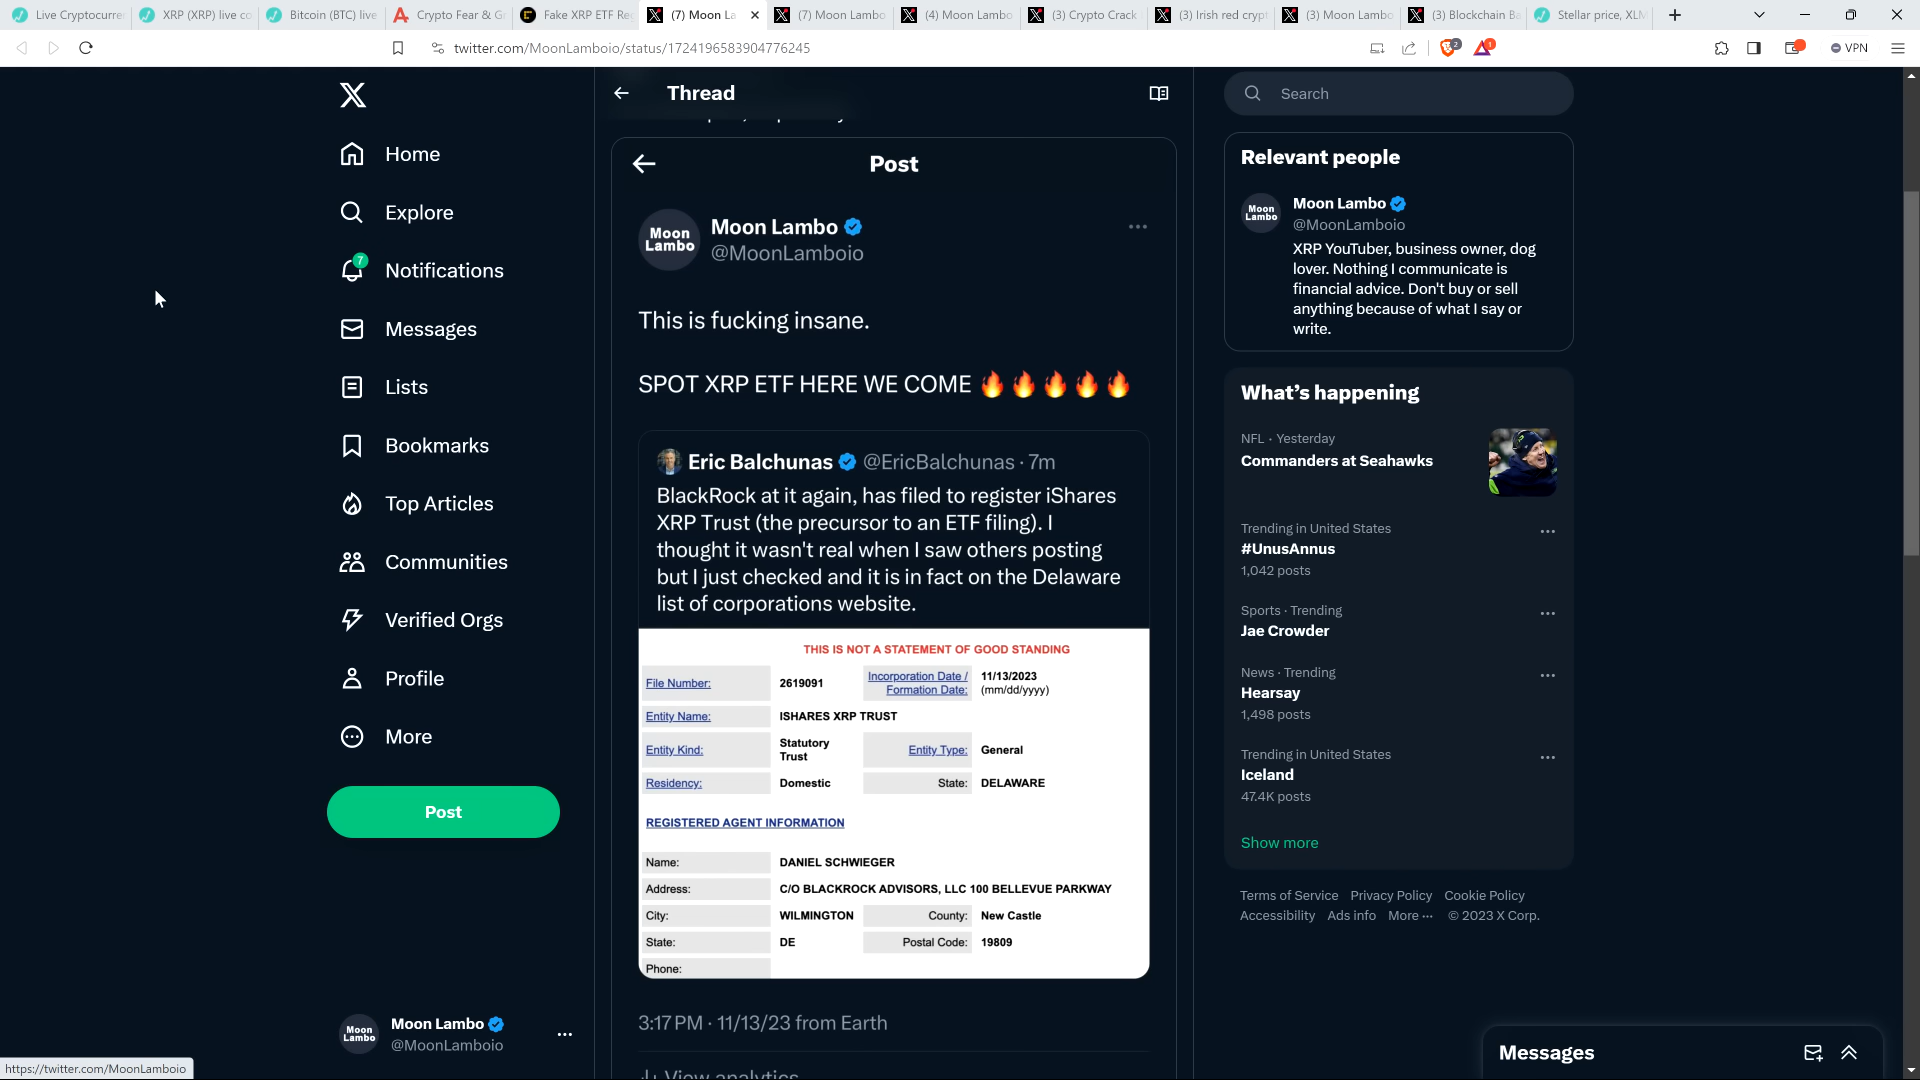 Live Cryptocurre
XRP (XRP) live co
Bitcoin (BTC) live
Crypto Fear & G
Fake XRP ETF Re
(7) Moon La
(7) Moon Lambo
(4) Moon Lambo
(3) Crypto Crack
(3) Irish red crypt
(3) Moon Lambo
(3) Blockchain Ba
Stellar price, XLM
twitter.com/MoonLamboio/status/1724196583904776245
2
1
VPN
Home
Explore
7
Notifications
Messages
Lists
Bookmarks
Top Articles
Communities
Verified Orgs
Profile
More
Post
Moon Lambo
Moon Lambo
@MoonLamboio
https://twitter.com/MoonLamboio
Thread
Post
Moon Lambo
Moon Lambo
@MoonLamboio
This is fucking insane.
SPOT XRP ETF HERE WE COME 🔥🔥🔥🔥🔥
Eric Balchunas @EricBalchunas · 7m
BlackRock at it again, has filed to register iShares
XRP Trust (the precursor to an ETF filing). I
thought it wasn't real when I saw others posting
but I just checked and it is in fact on the Delaware
list of corporations website.
THIS IS NOT A STATEMENT OF GOOD STANDING
File Number: 2619091 Incorporation Date / Formation Date: 11/13/2023 (mm/dd/yyyy)
Entity Name: ISHARES XRP TRUST
Entity Kind: Statutory Trust Entity Type: General
Residency: Domestic State: DELAWARE
REGISTERED AGENT INFORMATION
Name: DANIEL SCHWIEGER
Address: C/O BLACKROCK ADVISORS, LLC 100 BELLEVUE PARKWAY
City: WILMINGTON County: New Castle
State: DE Postal Code: 19809
Phone:
3:17 PM · 11/13/23 from Earth
View analytics
Search
Relevant people
Moon Lambo
Moon Lambo
@MoonLamboio
XRP YouTuber, business owner, dog
lover. Nothing I communicate is
financial advice. Don't buy or sell
anything because of what I say or
write.
What's happening
NFL · Yesterday
Commanders at Seahawks
Trending in United States
#UnusAnnus
1,042 posts
Sports · Trending
Jae Crowder
News · Trending
Hearsay
1,498 posts
Trending in United States
Iceland
47.4K posts
Show more
Terms of Service Privacy Policy Cookie Policy
Accessibility Ads info More ··· © 2023 X Corp.
Messages